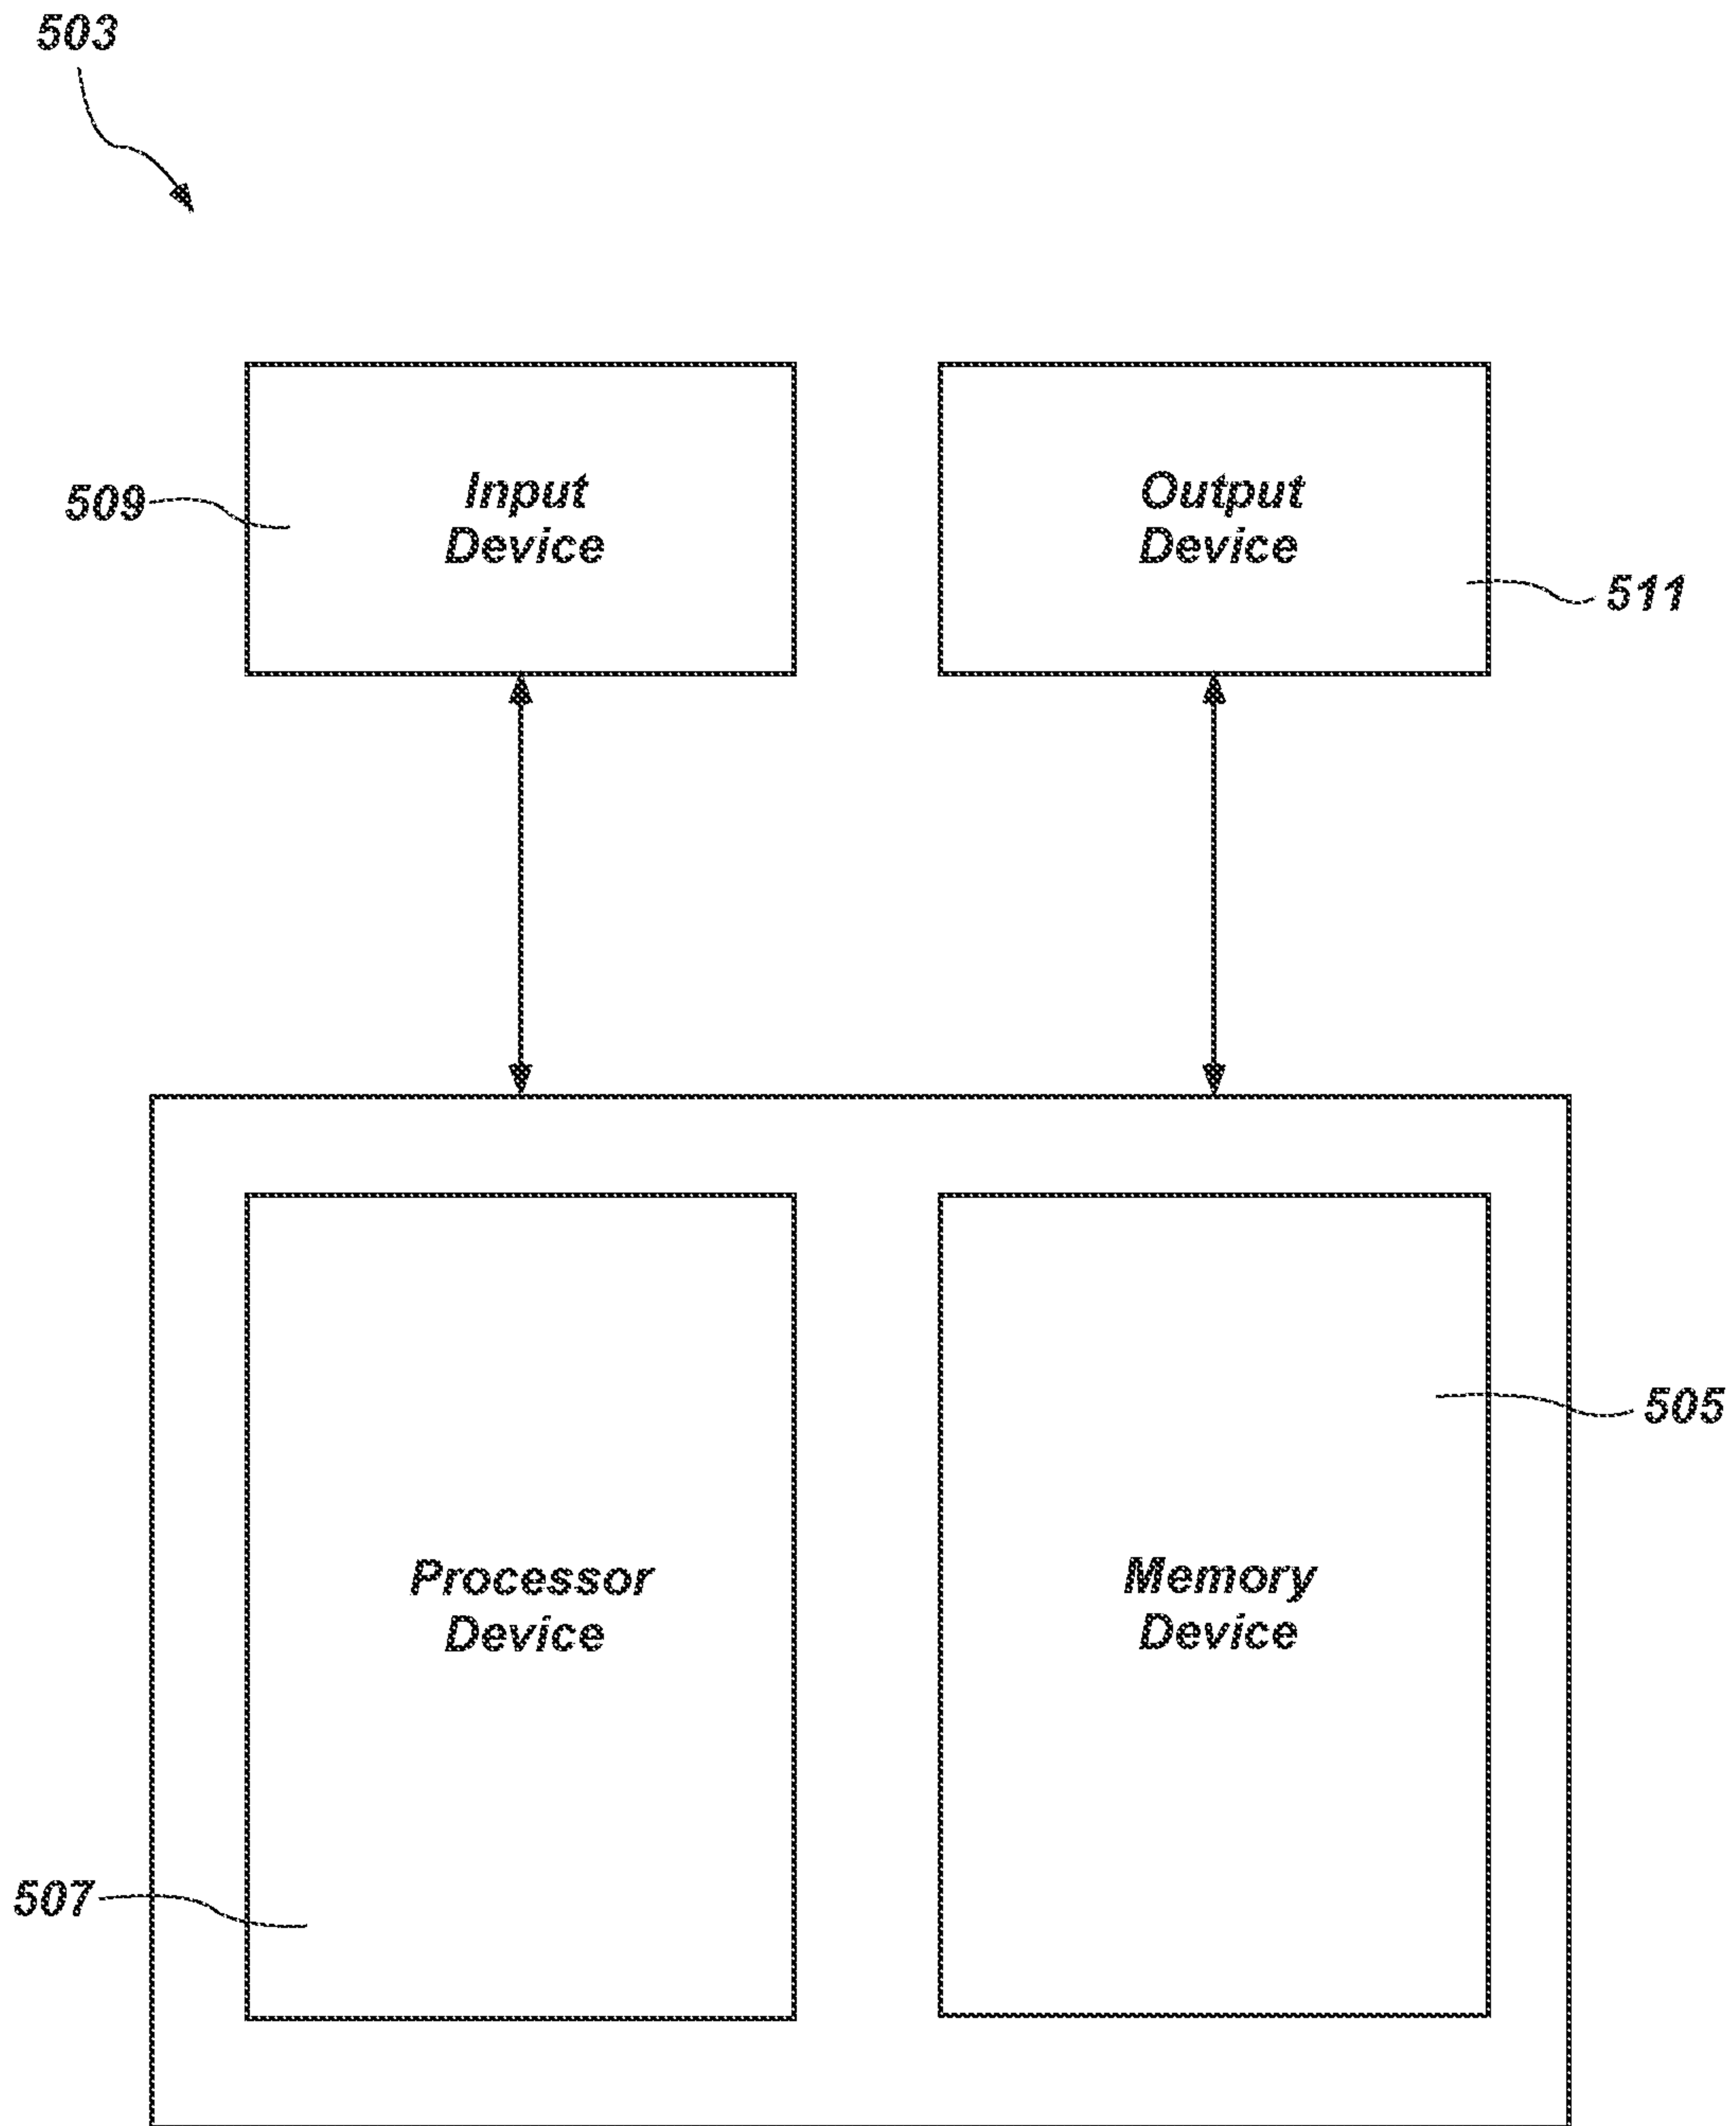 503
Input
Device
509
Output
Device
511
Processor
Device
507
Memory
Device
505